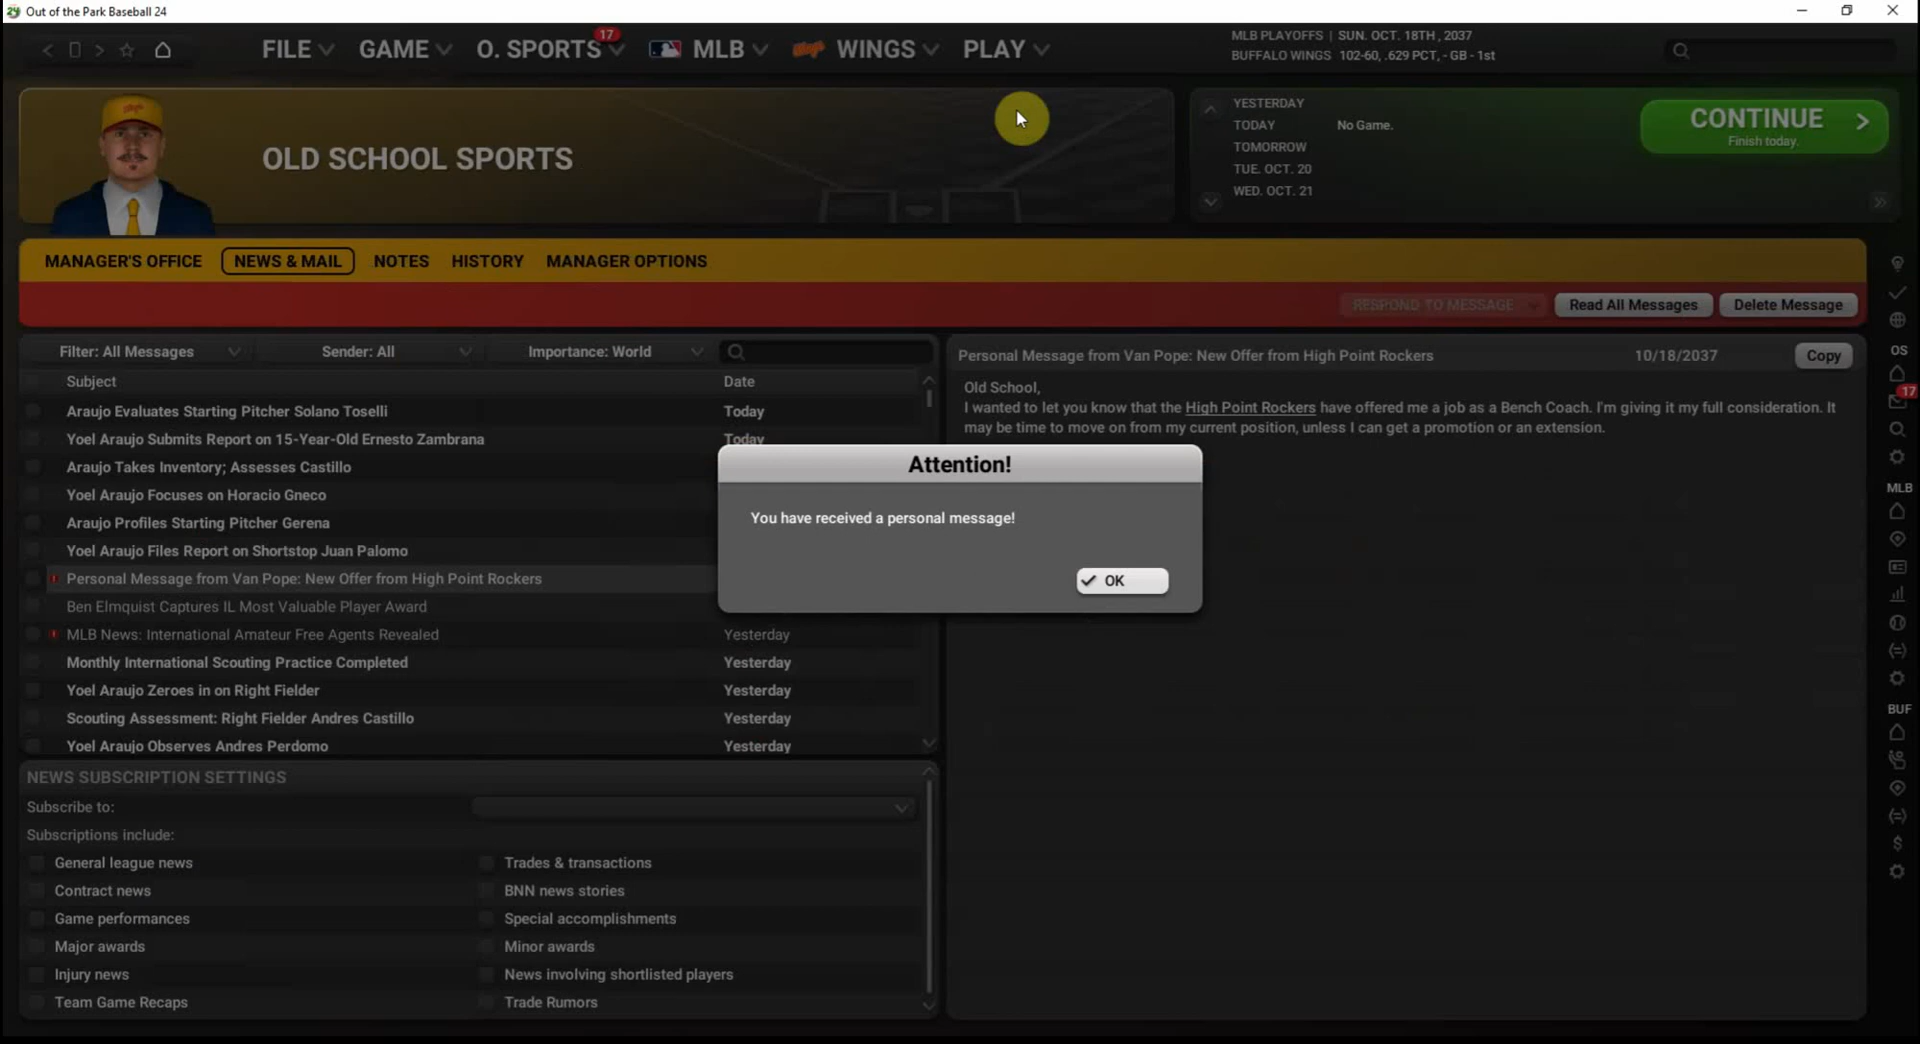 Out of the Park Baseball 24
FILE GAME O. SPORTS 17 MLB WINGS PLAY
MLB PLAYOFFS | SUN. OCT. 18TH , 2037
BUFFALO WINGS 102-60, .629 PCT, - GB - 1st
OLD SCHOOL SPORTS
YESTERDAY
TODAY No Game.
TOMORROW
TUE. OCT. 20
WED. OCT. 21
CONTINUE
Finish today.
MANAGER'S OFFICE NEWS & MAIL NOTES HISTORY MANAGER OPTIONS
RESPOND TO MESSAGE Read All Messages Delete Message
Filter: All Messages Sender: All Importance: World
Subject Date
Araujo Evaluates Starting Pitcher Solano Toselli Today
Yoel Araujo Submits Report on 15-Year-Old Ernesto Zambrana Today
Araujo Takes Inventory; Assesses Castillo
Yoel Araujo Focuses on Horacio Gneco
Araujo Profiles Starting Pitcher Gerena
Yoel Araujo Files Report on Shortstop Juan Palomo
Personal Message from Van Pope: New Offer from High Point Rockers
Ben Elmquist Captures IL Most Valuable Player Award
MLB News: International Amateur Free Agents Revealed Yesterday
Monthly International Scouting Practice Completed Yesterday
Yoel Araujo Zeroes in on Right Fielder Yesterday
Scouting Assessment: Right Fielder Andres Castillo Yesterday
Yoel Araujo Observes Andres Perdomo Yesterday
Personal Message from Van Pope: New Offer from High Point Rockers 10/18/2037 Copy
Old School,
I wanted to let you know that the High Point Rockers have offered me a job as a Bench Coach. I'm giving it my full consideration. It
may be time to move on from my current position, unless I can get a promotion or an extension.
Attention!
You have received a personal message!
OK
NEWS SUBSCRIPTION SETTINGS
Subscribe to:
Subscriptions include:
General league news Trades & transactions
Contract news BNN news stories
Game performances Special accomplishments
Major awards Minor awards
Injury news News involving shortlisted players
Team Game Recaps Trade Rumors
OS
17
MLB
BUF